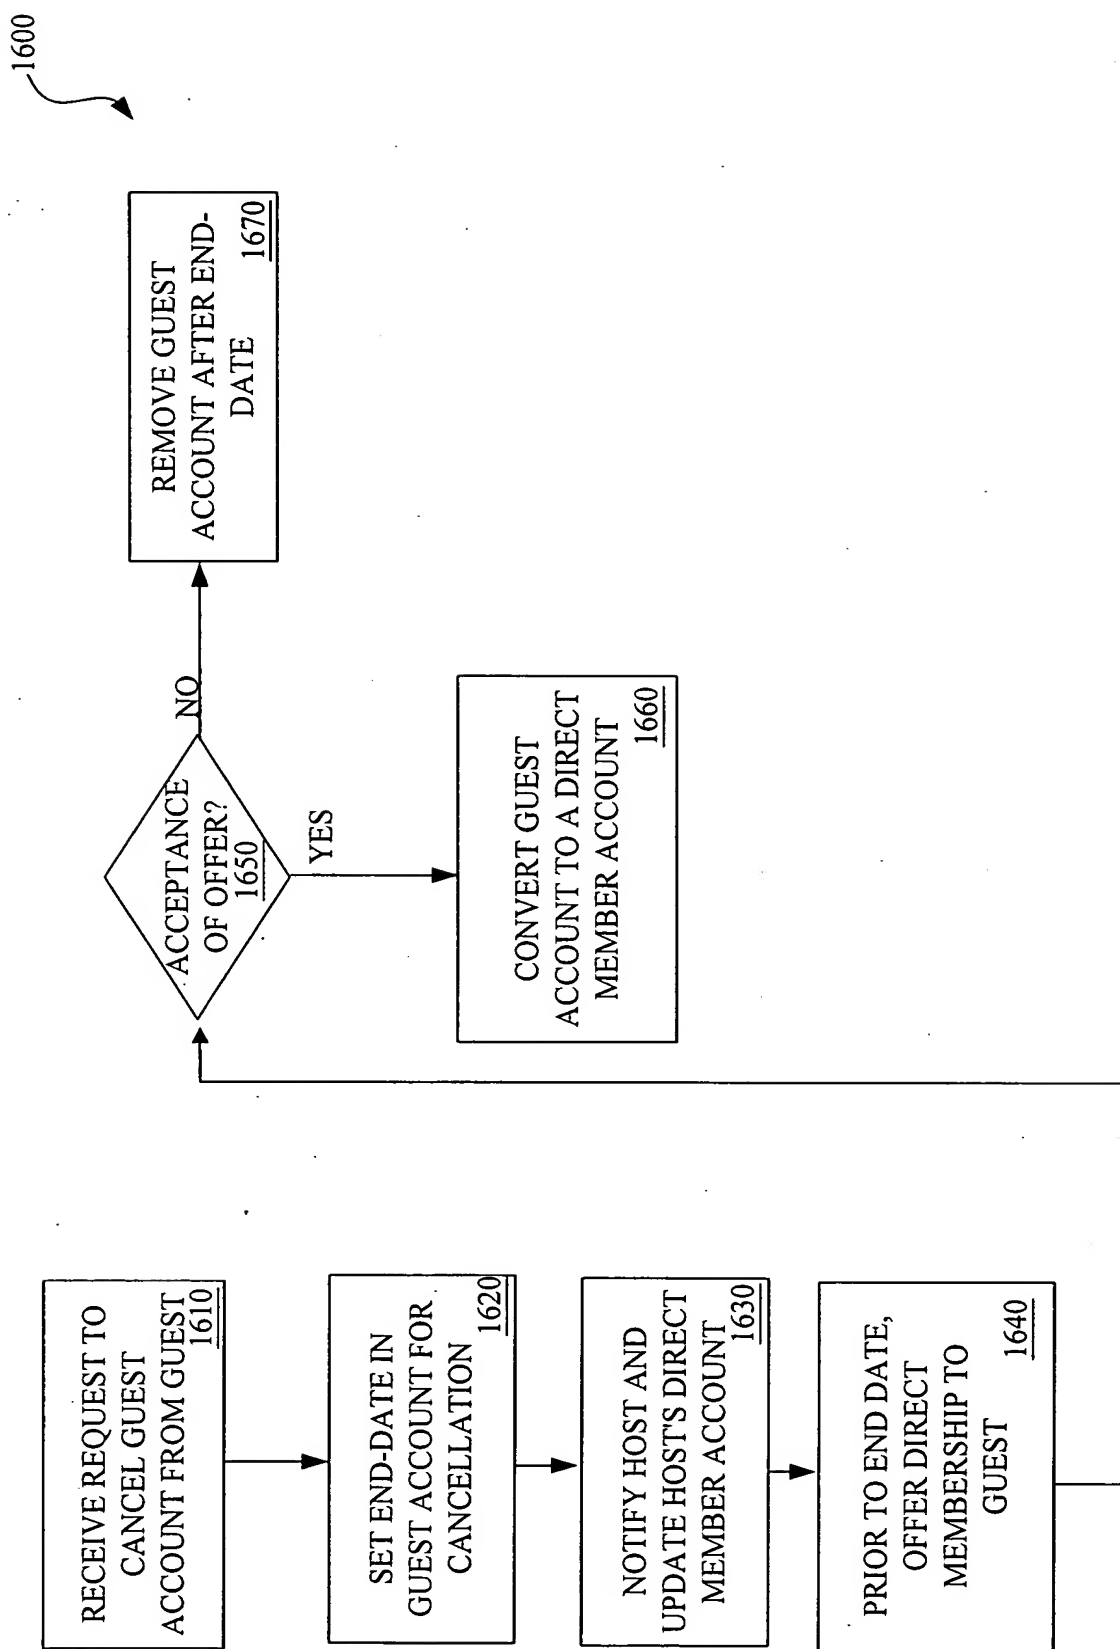 1600
RECEIVE REQUEST TO
CANCEL GUEST
ACCOUNT FROM GUEST
1610
SET END-DATE IN
GUEST ACCOUNT FOR
CANCELLATION
1620
NOTIFY HOST AND
UPDATE HOST'S DIRECT
MEMBER ACCOUNT
1630
PRIOR TO END DATE,
OFFER DIRECT
MEMBERSHIP TO
GUEST
1640
ACCEPTANCE
OF OFFER?
1650
NO
YES
CONVERT GUEST
ACCOUNT TO A DIRECT
MEMBER ACCOUNT
1660
REMOVE GUEST
ACCOUNT AFTER END-
DATE
1670